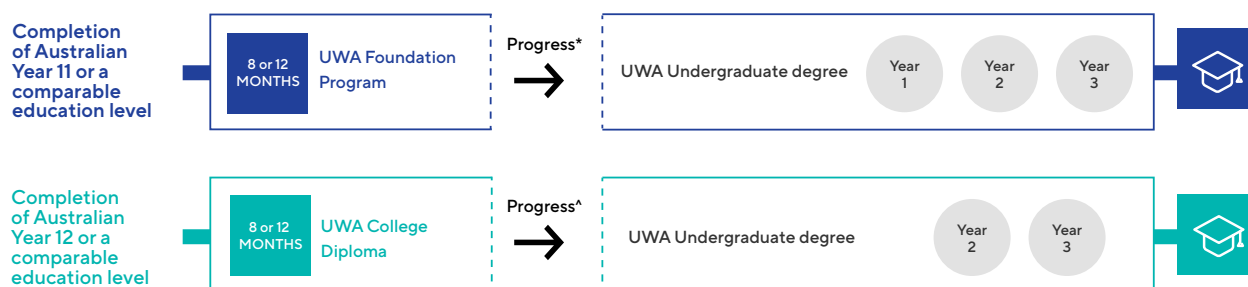 Completion
of Australian
Year 11 or a
comparable
education level
8 or 12
MONTHS
UWA Foundation
Program
Progress*
UWA Undergraduate degree
Year
1
Year
2
Year
3
Completion
of Australian
Year 12 or a
comparable
education level
8 or 12
MONTHS
UWA College
Diploma
Progress^
UWA Undergraduate degree
Year
2
Year
3